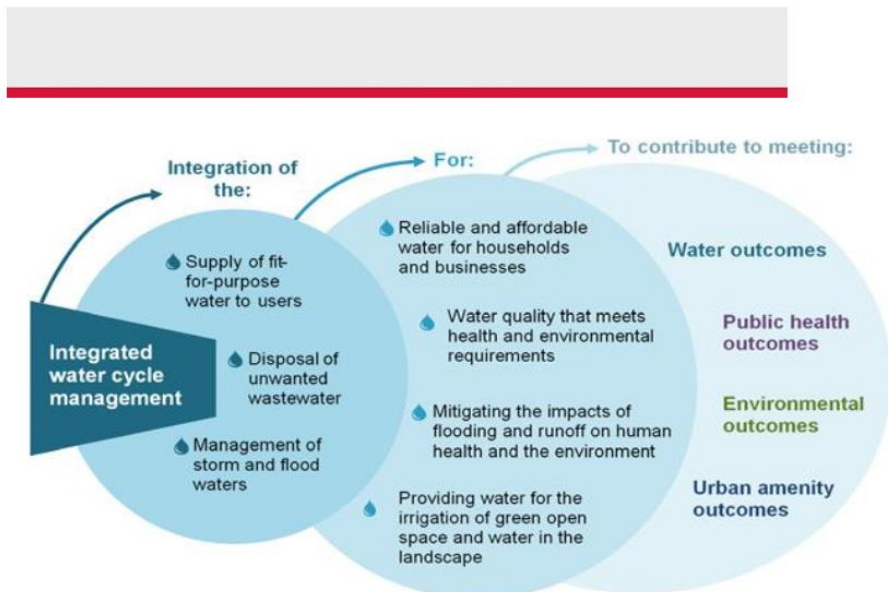 Integration of
the:
For:
To contribute to meeting:
Integrated
water cycle
management
Supply of fit-
for-purpose
water to users
Disposal of
unwanted
wastewater
Management of
storm and flood
waters
Reliable and affordable
water for households
and businesses
Water quality that meets
health and environmental
requirements
Mitigating the impacts of
flooding and runoff on human
health and the environment
Providing water for the
irrigation of green open
space and water in the
landscape
Water outcomes
Public health
outcomes
Environmental
outcomes
Urban amenity
outcomes